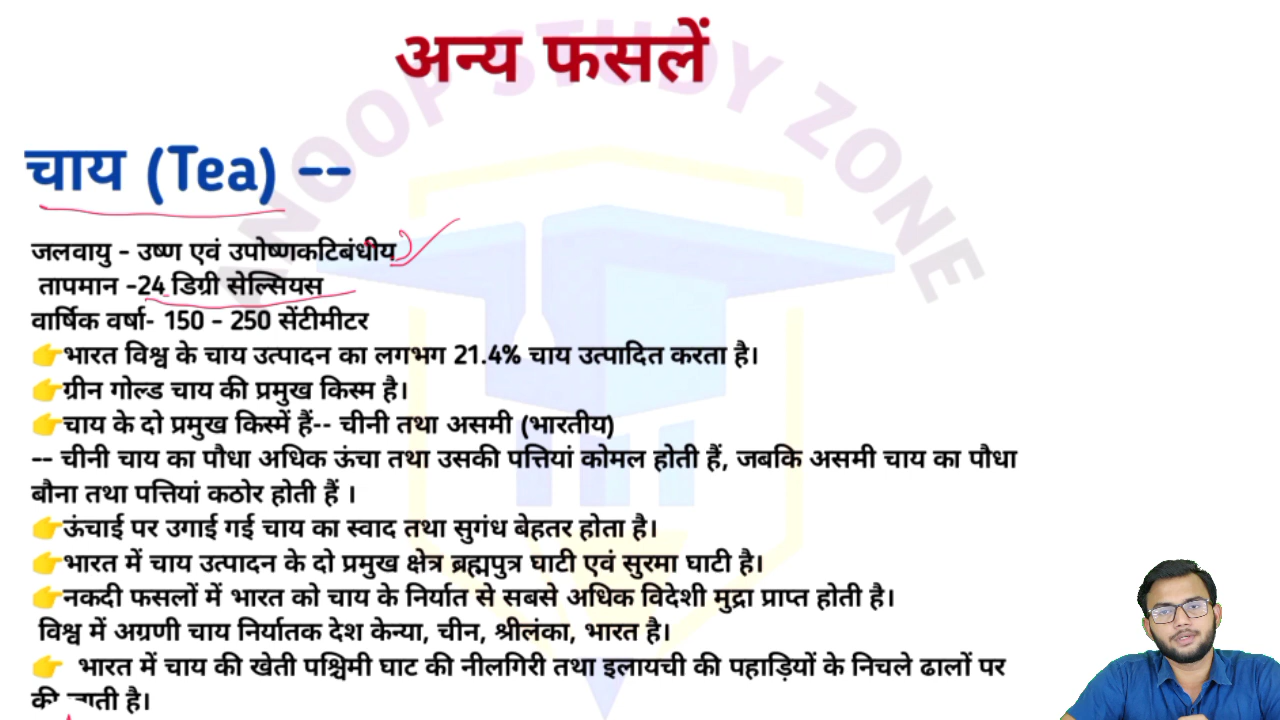 अन्य फसलें
ANOOP STUDY ZONE
चाय (Tea) --
जलवायु - उष्ण एवं उपोष्णकटिबंधीय
तापमान -24 डिग्री सेल्सियस
वार्षिक वर्षा- 150 - 250 सेंटीमीटर
👉भारत विश्व के चाय उत्पादन का लगभग 21.4% चाय उत्पादित करता है।
👉ग्रीन गोल्ड चाय की प्रमुख किस्म है।
👉चाय के दो प्रमुख किस्में हैं-- चीनी तथा असमी (भारतीय)
-- चीनी चाय का पौधा अधिक ऊंचा तथा उसकी पत्तियां कोमल होती हैं, जबकि असमी चाय का पौधा
बौना तथा पत्तियां कठोर होती हैं ।
👉ऊंचाई पर उगाई गई चाय का स्वाद तथा सुगंध बेहतर होता है।
👉भारत में चाय उत्पादन के दो प्रमुख क्षेत्र ब्रह्मपुत्र घाटी एवं सुरमा घाटी है।
👉नकदी फसलों में भारत को चाय के निर्यात से सबसे अधिक विदेशी मुद्रा प्राप्त होती है।
विश्व में अग्रणी चाय निर्यातक देश केन्या, चीन, श्रीलंका, भारत है।
👉 भारत में चाय की खेती पश्चिमी घाट की नीलगिरी तथा इलायची की पहाड़ियों के निचले ढालों पर
की जाती है।